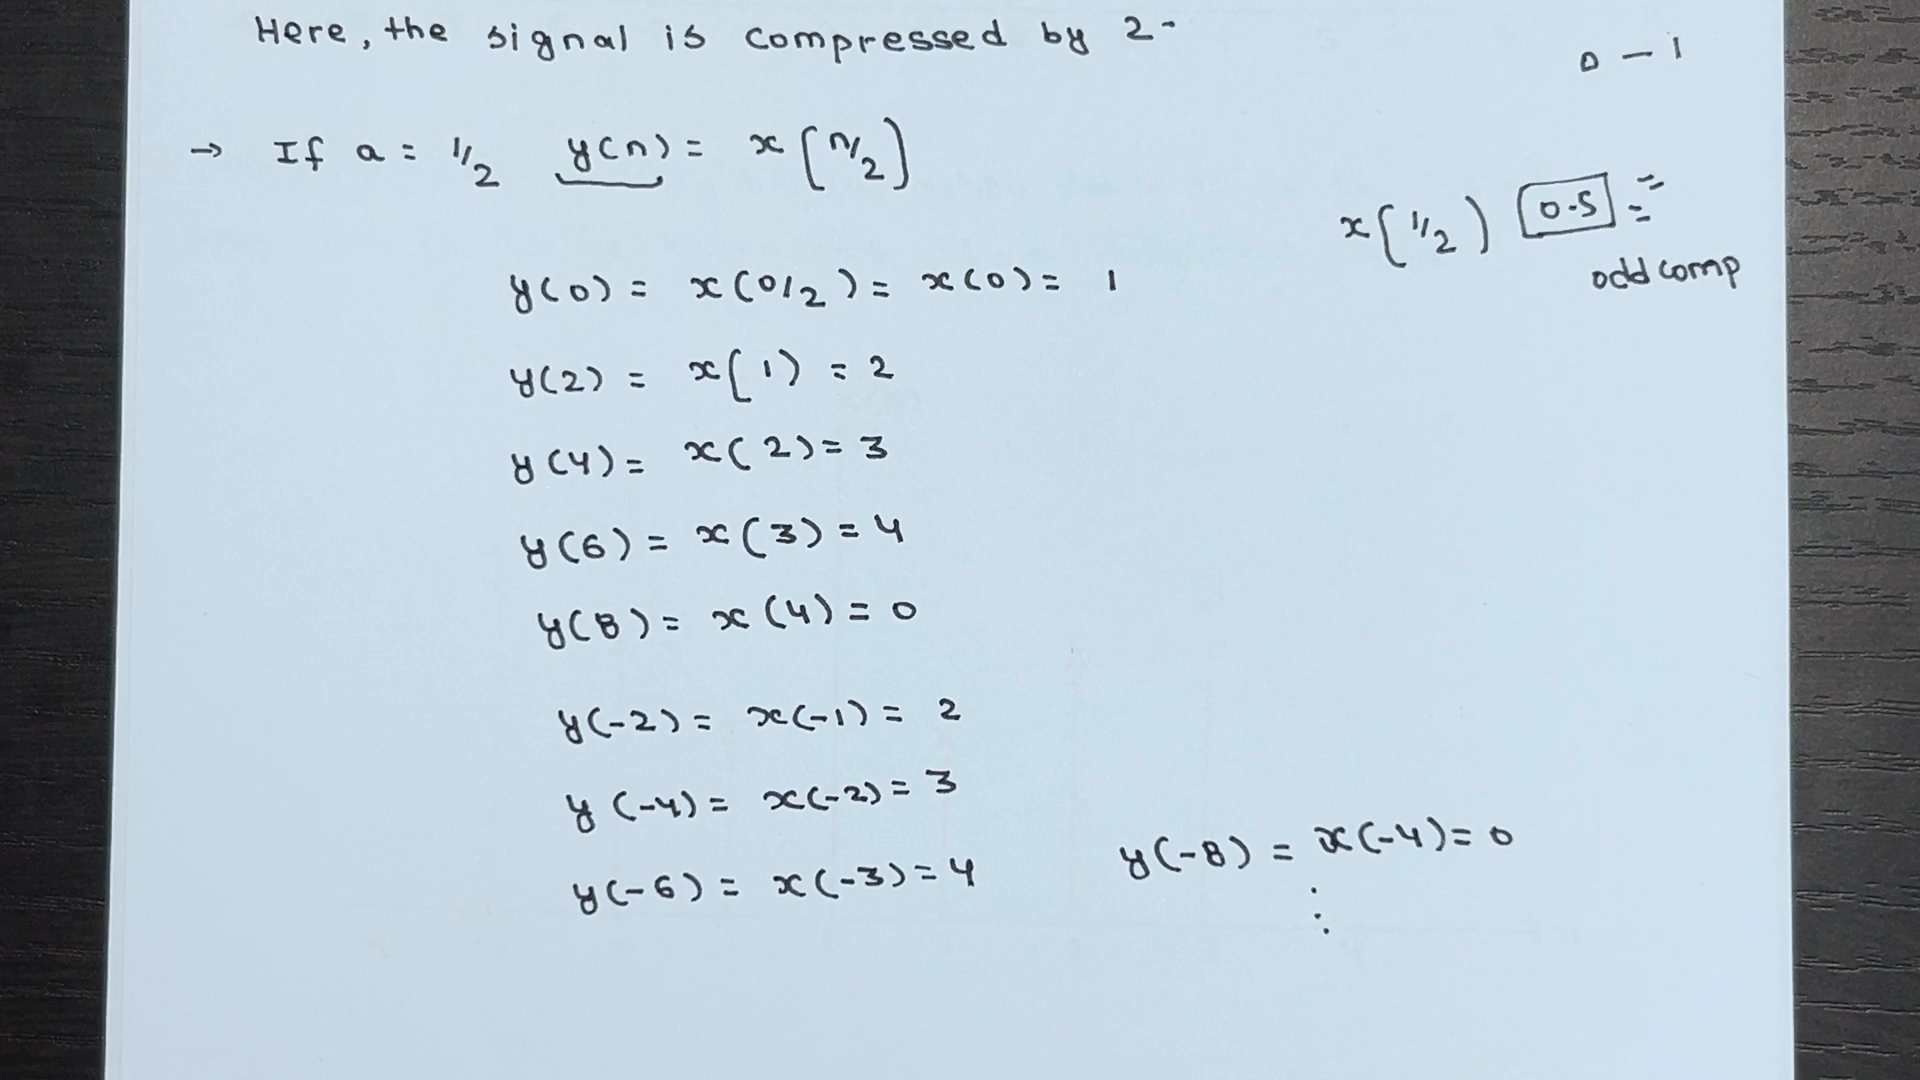 Here, the signal is compressed by 2-
0 - 1
→ If a = 1/2 y(n) = x[n/2]
x(1/2) 0.5 =
odd comp
y(0) = x(0/2) = x(0) = 1
y(2) = x(1) = 2
y(4) = x(2) = 3
y(6) = x(3) = 4
y(8) = x(4) = 0
y(-2) = x(-1) = 2
y(-4) = x(-2) = 3
y(-6) = x(-3) = 4
y(-8) = x(-4) = 0